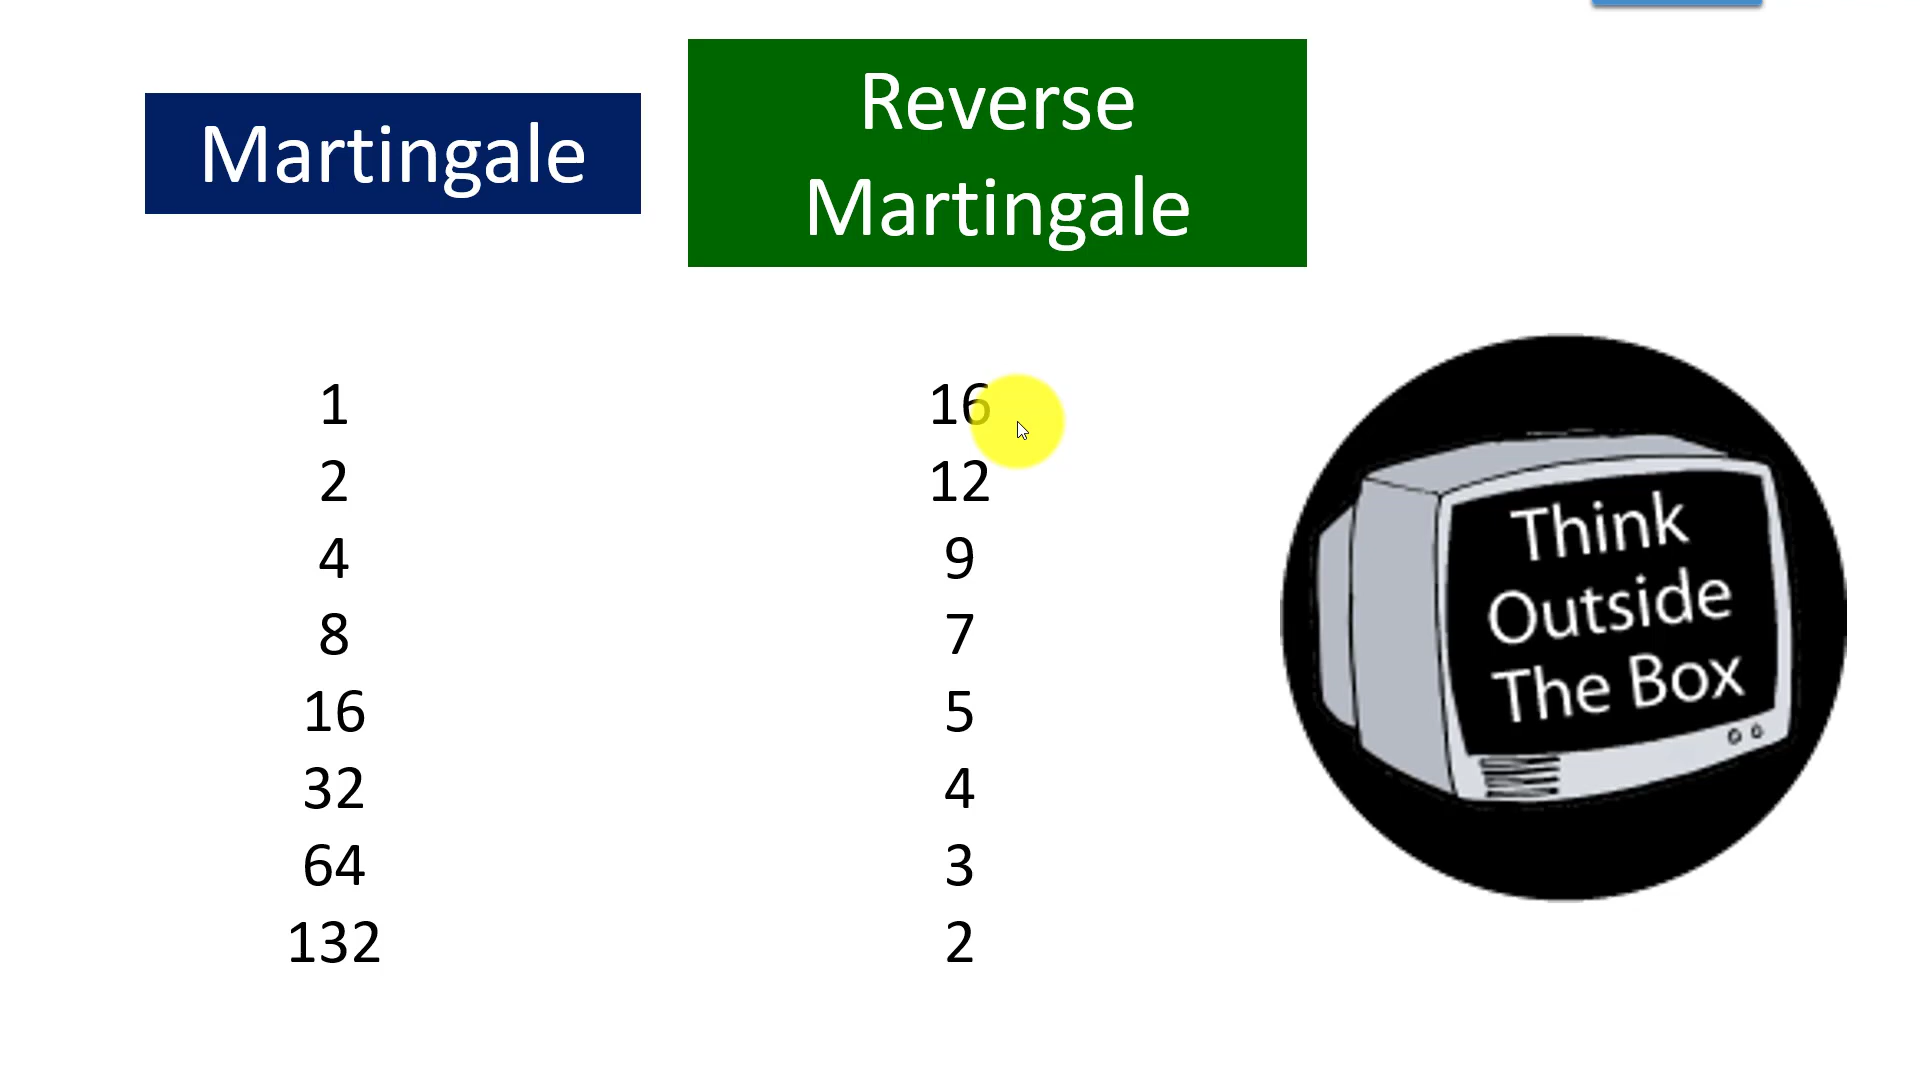 Martingale
Reverse
Martingale
1
2
4
8
16
32
64
132
16
12
9
7
5
4
3
2
Think
Outside
The Box